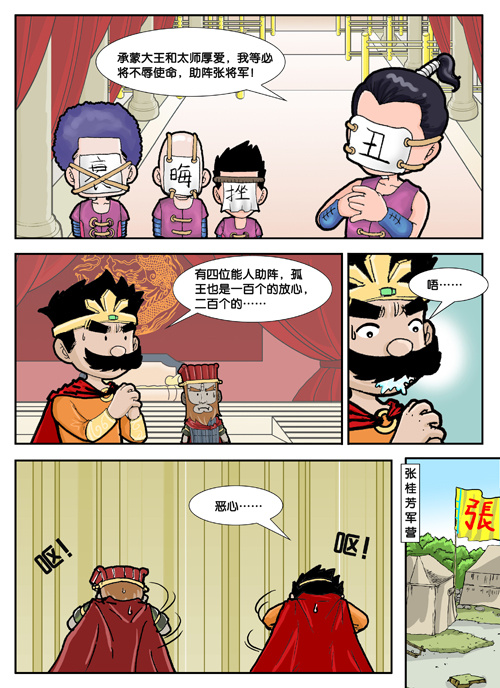 承蒙大王和太师厚爱，我等必
将不辱使命，助阵张将军！
衰
晦
挫
丑
有四位能人助阵，孤
王也是一百个的放心，
二百个的……
唔……
恶心……
呕！
呕！
张桂芳军营
張